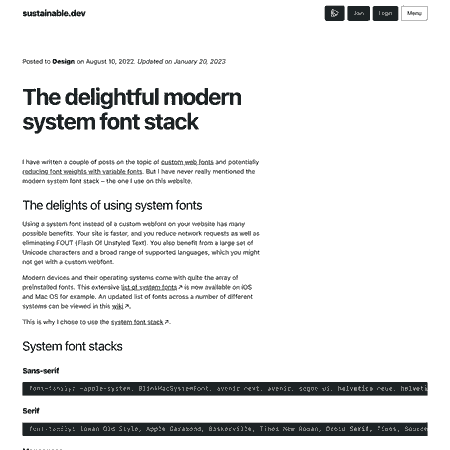 sustainable.dev
Join
Login
Menu
Posted to Design on August 10, 2022. Updated on January 20, 2023
The delightful modern
system font stack
I have written a couple of posts on the topic of custom web fonts and potentially
reducing font weights with variable fonts. But I have never really mentioned the
modern system font stack – the one I use on this website.
The delights of using system fonts
Using a system font instead of a custom webfont on your website has many
possible benefits. Your site is faster, and you reduce network requests as well as
eliminating FOUT (Flash Of Unstyled Text). You also benefit from a large set of
Unicode characters and a broad range of supported languages, which you might
not get with a custom webfont.
Modern devices and their operating systems come with quite the array of
preinstalled fonts. This extensive list of system fonts ↗ is now available on iOS
and Mac OS for example. An updated list of fonts across a number of different
systems can be viewed in this wiki ↗.
This is why I chose to use the system font stack ↗.
System font stacks
Sans-serif
font-family: -apple-system, BlinkMacSystemFont, avenir next, avenir, segoe ui, helvetica neue, helveti
Serif
font-family: Iowan Old Style, Apple Garamond, Baskerville, Times New Roman, Droid Serif, Times, Source